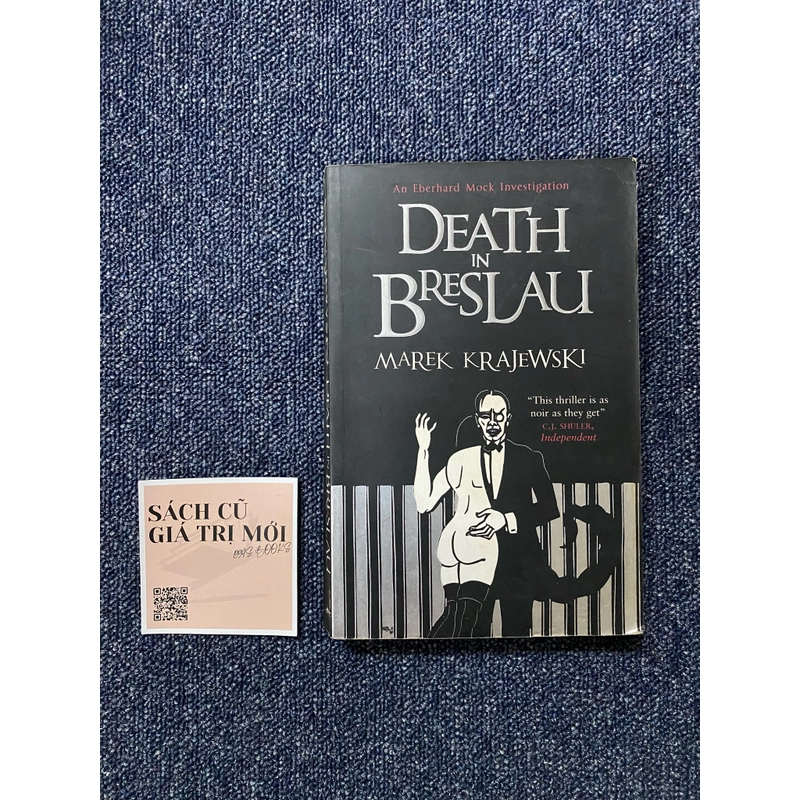 An Eberhard Mock Investigation
DEATH
IN
BRESLAU
MAREK KRAJEWSKI
“This thriller is as
noir as they get”
C.J. SHULER,
Independent
SÁCH CŨ
GIÁ TRỊ MỚI